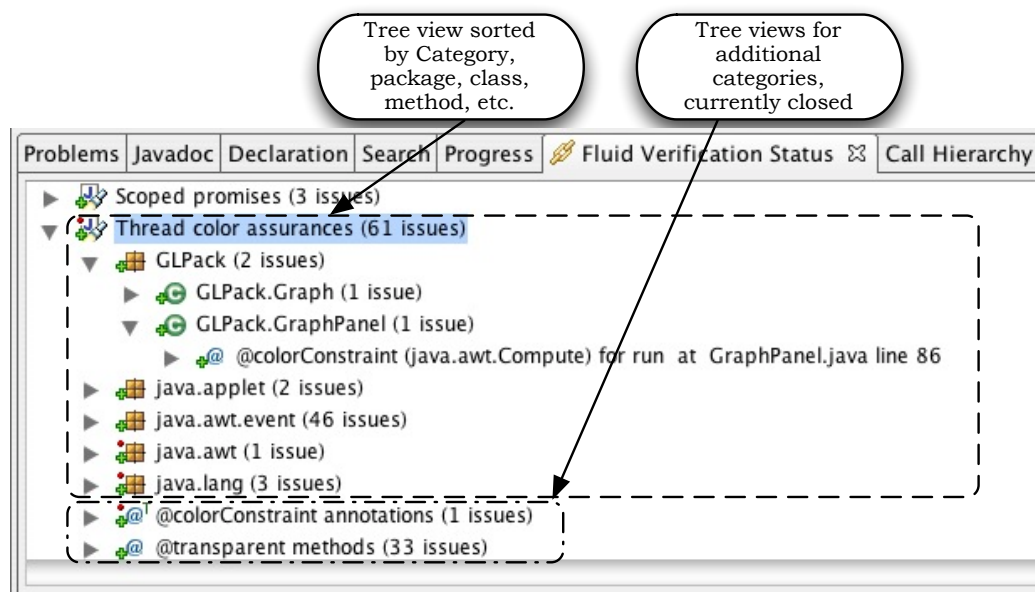 Tree view sorted
by Category,
package, class,
method, etc.
Tree views for
additional
categories,
currently closed
Problems Javadoc Declaration Search Progress Fluid Verification Status Call Hierarchy
Scoped promises (3 issues)
Thread color assurances (61 issues)
GLPack (2 issues)
GLPack.Graph (1 issue)
GLPack.GraphPanel (1 issue)
@colorConstraint (java.awt.Compute) for run at GraphPanel.java line 86
java.applet (2 issues)
java.awt.event (46 issues)
java.awt (1 issue)
java.lang (3 issues)
@colorConstraint annotations (1 issues)
@transparent methods (33 issues)